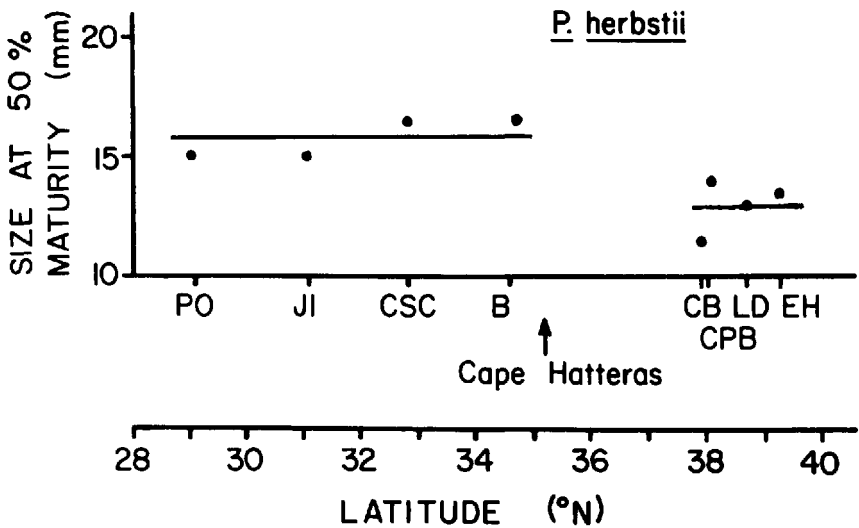 P. herbstii
SIZE AT 50%
MATURITY (mm)
20
15
10
PO JI CSC B CB LD EH
CPB
Cape Hatteras
28 30 32 34 36 38 40
LATITUDE (°N)